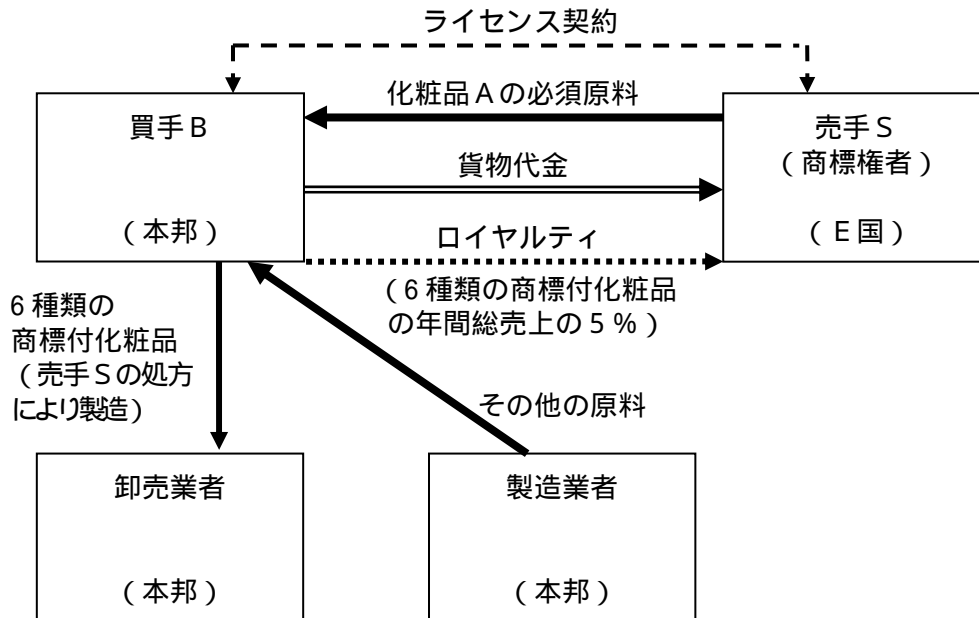 ライセンス契約
買手B
（本邦）
化粧品Aの必須原料
貨物代金
ロイヤルティ
（6種類の商標付化粧品
の年間総売上の5％）
売手S
（商標権者）
（E国）
6種類の
商標付化粧品
（売手Sの処方
により製造）
その他の原料
卸売業者
（本邦）
製造業者
（本邦）